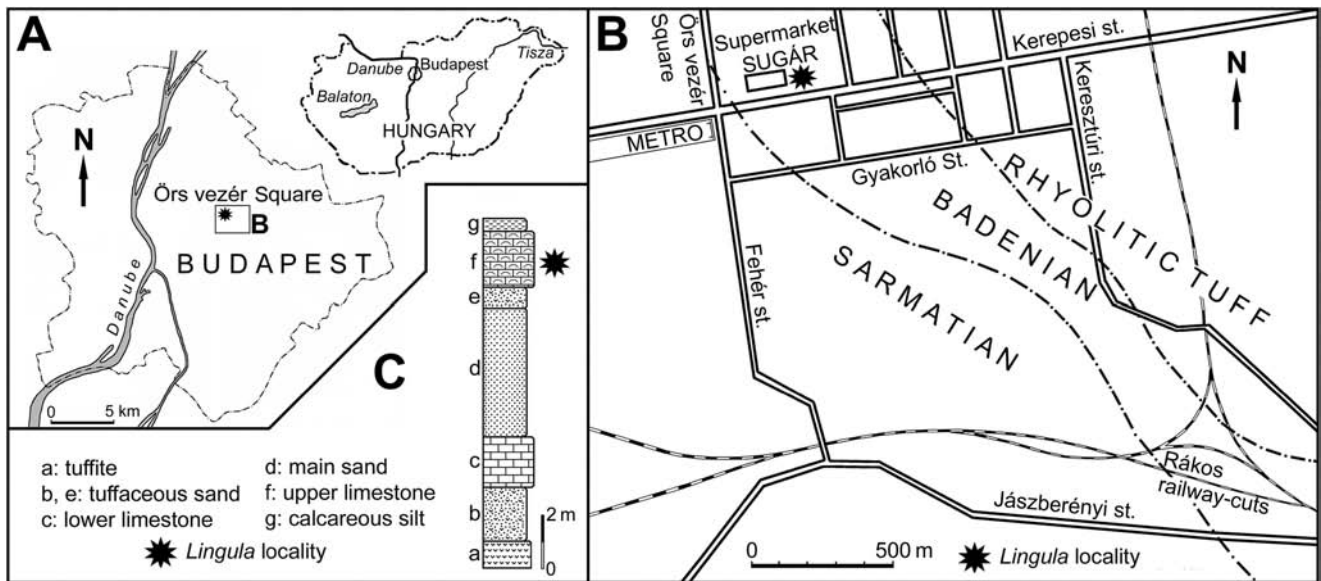 A
N
Danube
Örs vezér Square
B
BUDAPEST
0 5 km
Danube
Budapest
Tisza
Balaton
HUNGARY
C
g
f
e
d
c
b
a
2 m
0
a: tuffite
b, e: tuffaceous sand
c: lower limestone
d: main sand
f: upper limestone
g: calcareous silt
Lingula locality
B
Örs vezér
Square
Supermarket
SUGÁR
Kerepesi st.
N
METRO
Gyakorló St.
Keresztúri st.
Fehér st.
RHYOLITIC TUFF
BADENIAN
SARMATIAN
Rákos
railway-cuts
Jászberényi st.
0 500 m
Lingula locality